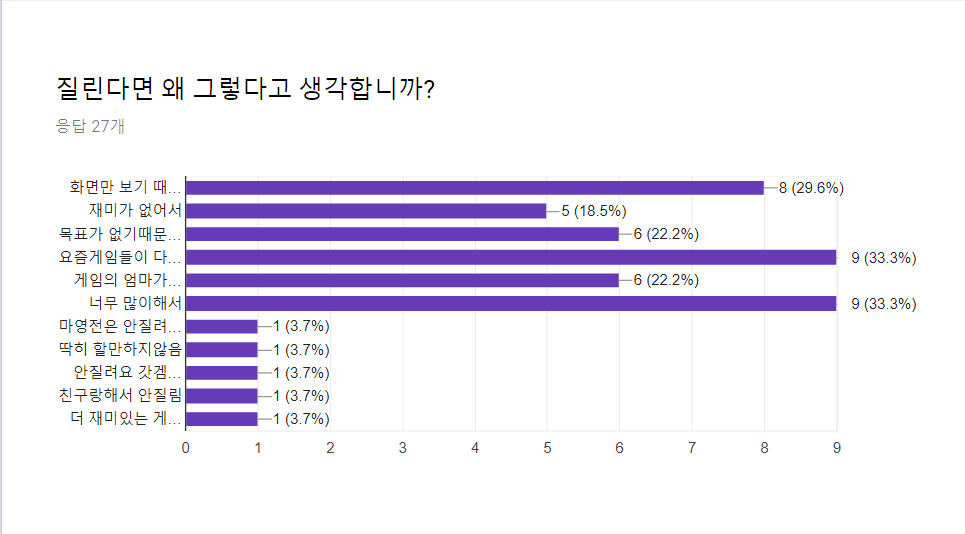 질린다면 왜 그렇다고 생각합니까?
응답 27개
화면만 보기 때... 8 (29.6%)
재미가 없어서 5 (18.5%)
목표가 없기때문... 6 (22.2%)
요즘게임들이 다... 9 (33.3%)
게임의 엄마가... 6 (22.2%)
너무 많이해서 9 (33.3%)
마영전은 안질려... 1 (3.7%)
딱히 할만하지않음 1 (3.7%)
안질려요 갓겜... 1 (3.7%)
친구랑해서 안질림 1 (3.7%)
더 재미있는 게... 1 (3.7%)
0 1 2 3 4 5 6 7 8 9